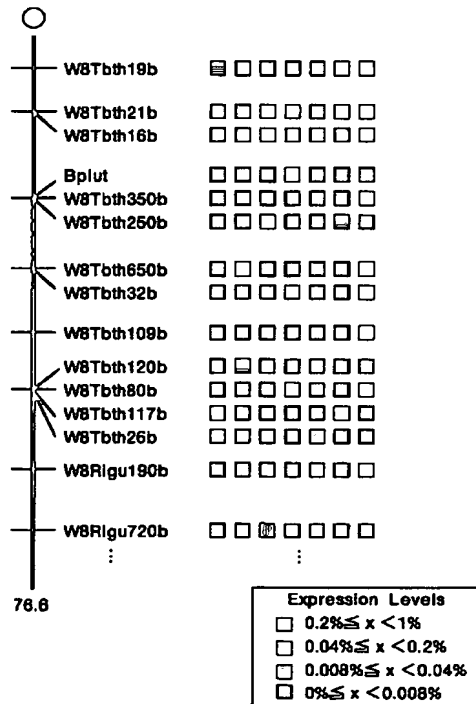 W8Tbth19b
W8Tbth21b
W8Tbth16b
Bplut
W8Tbth350b
W8Tbth250b
W8Tbth650b
W8Tbth32b
W8Tbth109b
W8Tbth120b
W8Tbth80b
W8Tbth117b
W8Tbth26b
W8Rlgu190b
W8Rlgu720b
76.6
Expression Levels
0.2%≦ x <1%
0.04%≦ x <0.2%
0.008%≦ x <0.04%
0%≦ x <0.008%